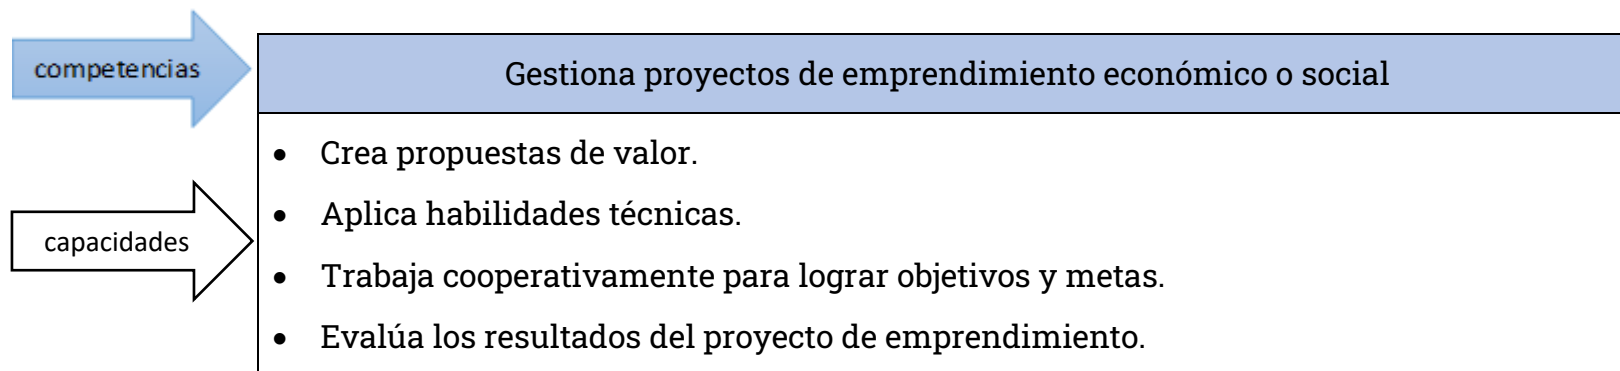 competencias
Gestiona proyectos de emprendimiento económico o social
• Crea propuestas de valor.
• Aplica habilidades técnicas.
capacidades
• Trabaja cooperativamente para lograr objetivos y metas.
• Evalúa los resultados del proyecto de emprendimiento.